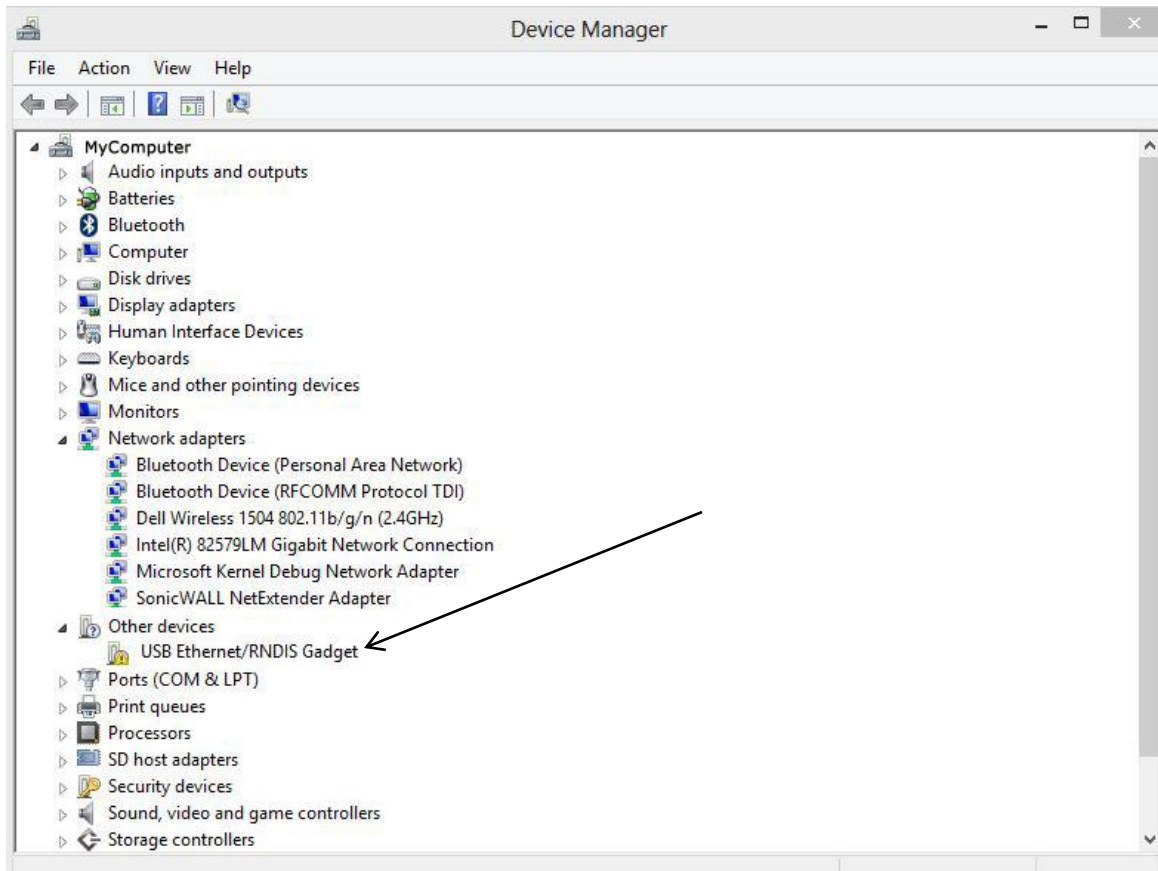 Device Manager
File Action View Help
MyComputer
Audio inputs and outputs
Batteries
Bluetooth
Computer
Disk drives
Display adapters
Human Interface Devices
Keyboards
Mice and other pointing devices
Monitors
Network adapters
Bluetooth Device (Personal Area Network)
Bluetooth Device (RFCOMM Protocol TDI)
Dell Wireless 1504 802.11b/g/n (2.4GHz)
Intel(R) 82579LM Gigabit Network Connection
Microsoft Kernel Debug Network Adapter
SonicWALL NetExtender Adapter
Other devices
USB Ethernet/RNDIS Gadget
Ports (COM & LPT)
Print queues
Processors
SD host adapters
Security devices
Sound, video and game controllers
Storage controllers